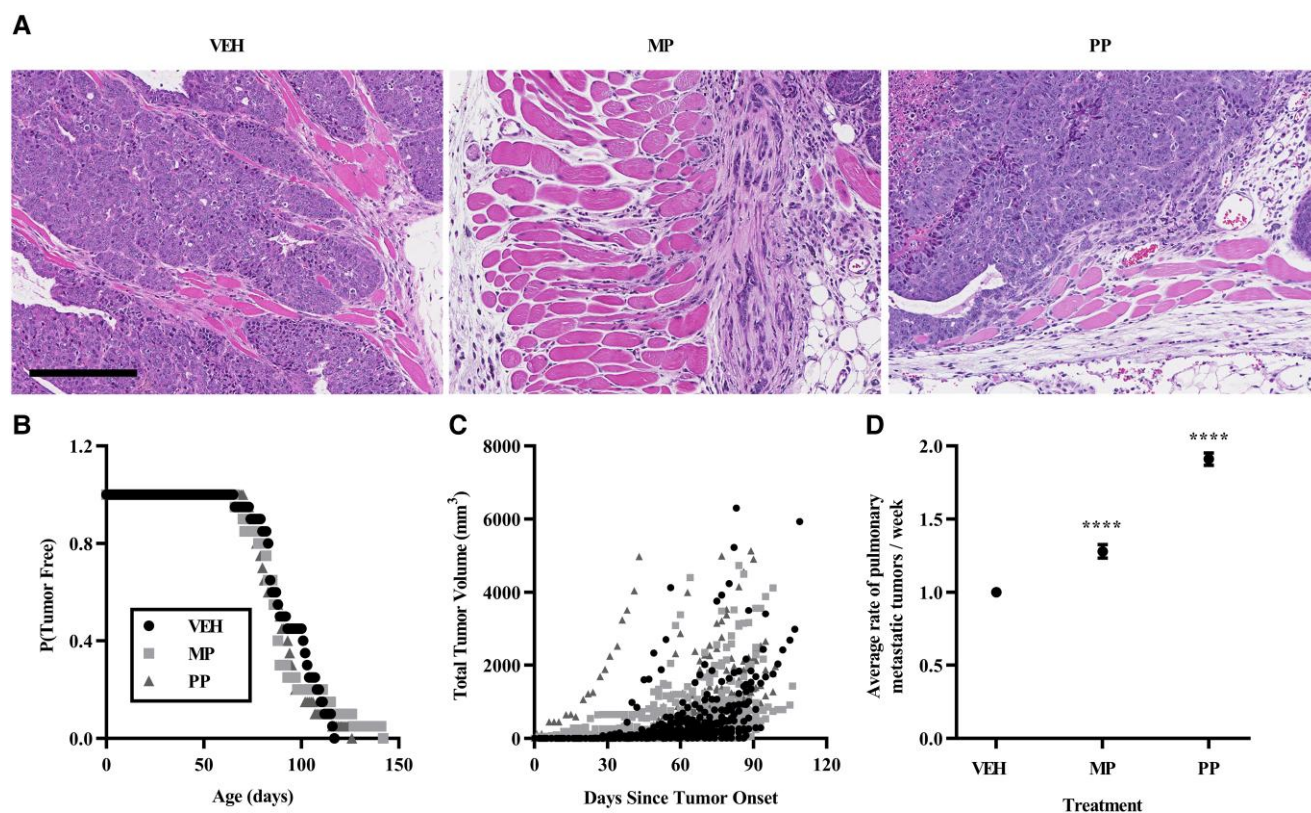 A
VEH
MP
PP
B
1.2
0.8
0.4
0.0
P(Tumor Free)
VEH
MP
PP
0
50
100
150
Age (days)
C
8000
6000
4000
2000
0
Total Tumor Volume (mm³)
0
30
60
90
120
Days Since Tumor Onset
D
2.0
1.5
1.0
0.5
0.0
Average rate of pulmonary
metastatic tumors / week
****
****
VEH
MP
PP
Treatment